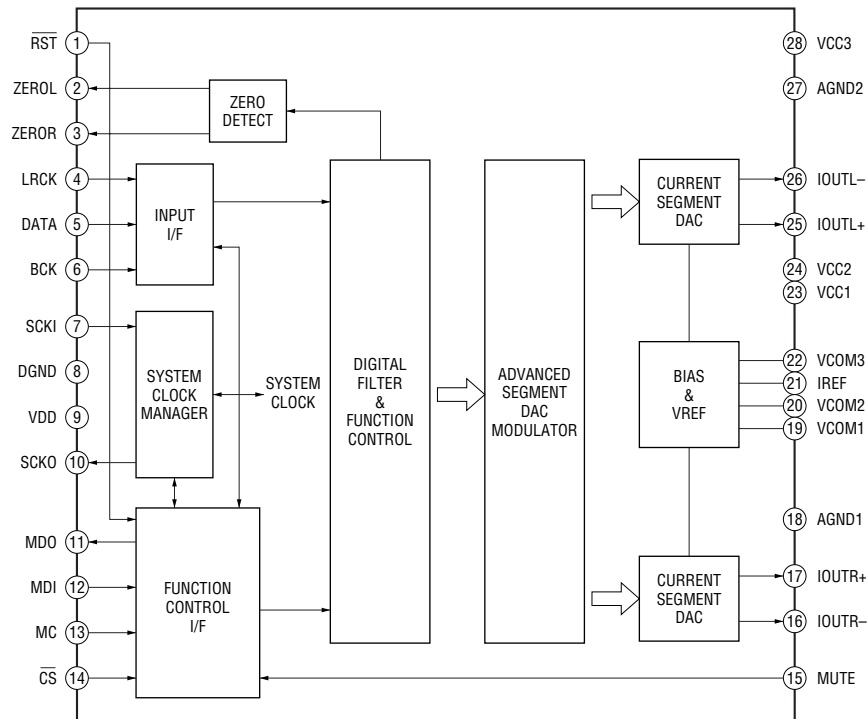 RST 1
ZEROL 2
ZEROR 3
LRCK 4
DATA 5
BCK 6
SCKI 7
DGND 8
VDD 9
SCKO 10
MDO 11
MDI 12
MC 13
CS 14
ZERO
DETECT
INPUT
I/F
SYSTEM
CLOCK
MANAGER
SYSTEM
CLOCK
FUNCTION
CONTROL
I/F
DIGITAL
FILTER
&
FUNCTION
CONTROL
ADVANCED
SEGMENT
DAC
MODULATOR
CURRENT
SEGMENT
DAC
BIAS
&
VREF
CURRENT
SEGMENT
DAC
28 VCC3
27 AGND2
26 IOUTL–
25 IOUTL+
24 VCC2
23 VCC1
22 VCOM3
21 IREF
20 VCOM2
19 VCOM1
18 AGND1
17 IOUTR+
16 IOUTR–
15 MUTE